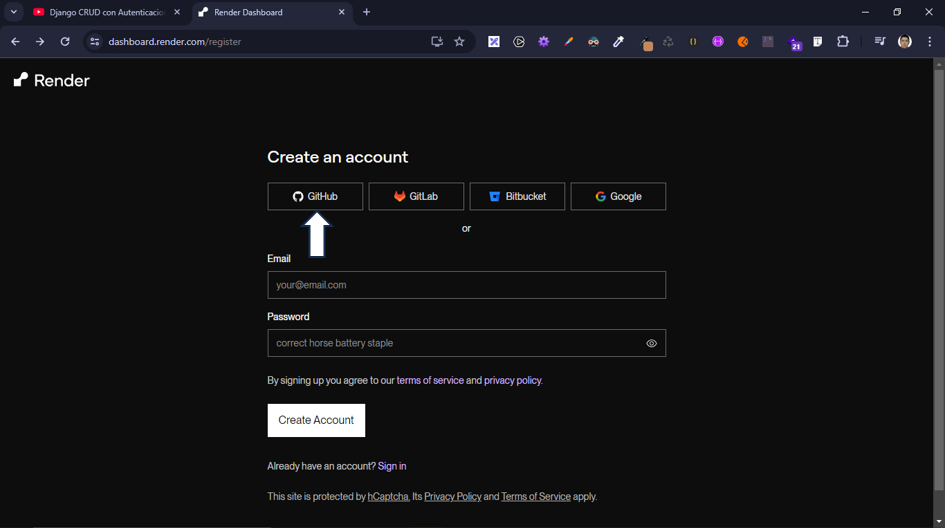 Django CRUD con Autenticacio
Render Dashboard
dashboard.render.com/register
21
Render
Create an account
GitHub
GitLab
Bitbucket
Google
or
Email
your@email.com
Password
correct horse battery staple
By signing up you agree to our terms of service and privacy policy.
Create Account
Already have an account? Sign in
This site is protected by hCaptcha. Its Privacy Policy and Terms of Service apply.